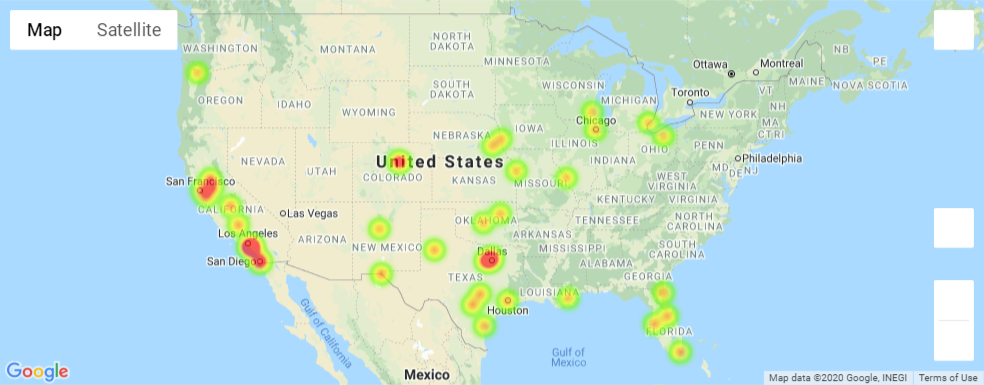 Map Satellite
NORTH
DAKOTA
WASHINGTON
MONTANA
MINNESOTA
NB
PE
Ottawa
Montreal
MAINE
NOVA SCOTIA
OREGON
IDAHO
SOUTH
DAKOTA
WISCONSIN
MICHIGAN
Toronto
VT
NH
WYOMING
NEW YORK
MA
CT RI
NEBRASKA
IOWA
Chicago
ILLINOIS
OHIO
PENN
Philadelphia
NEVADA
UTAH
United States
COLORADO
KANSAS
MISSOURI
INDIANA
MD
DE
NJ
WEST
VIRGINIA
VIRGINIA
KENTUCKY
San Francisco
CALIFORNIA
Las Vegas
OKLAHOMA
TENNESSEE
NORTH
CAROLINA
Los Angeles
ARIZONA
NEW MEXICO
ARKANSAS
MISSISSIPPI
SOUTH
CAROLINA
San Diego
Dallas
ALABAMA
GEORGIA
TEXAS
LOUISIANA
Houston
FLORIDA
Gulf of
California
Gulf of
Mexico
Mexico
Google
Map data ©2020 Google, INEGI Terms of Use